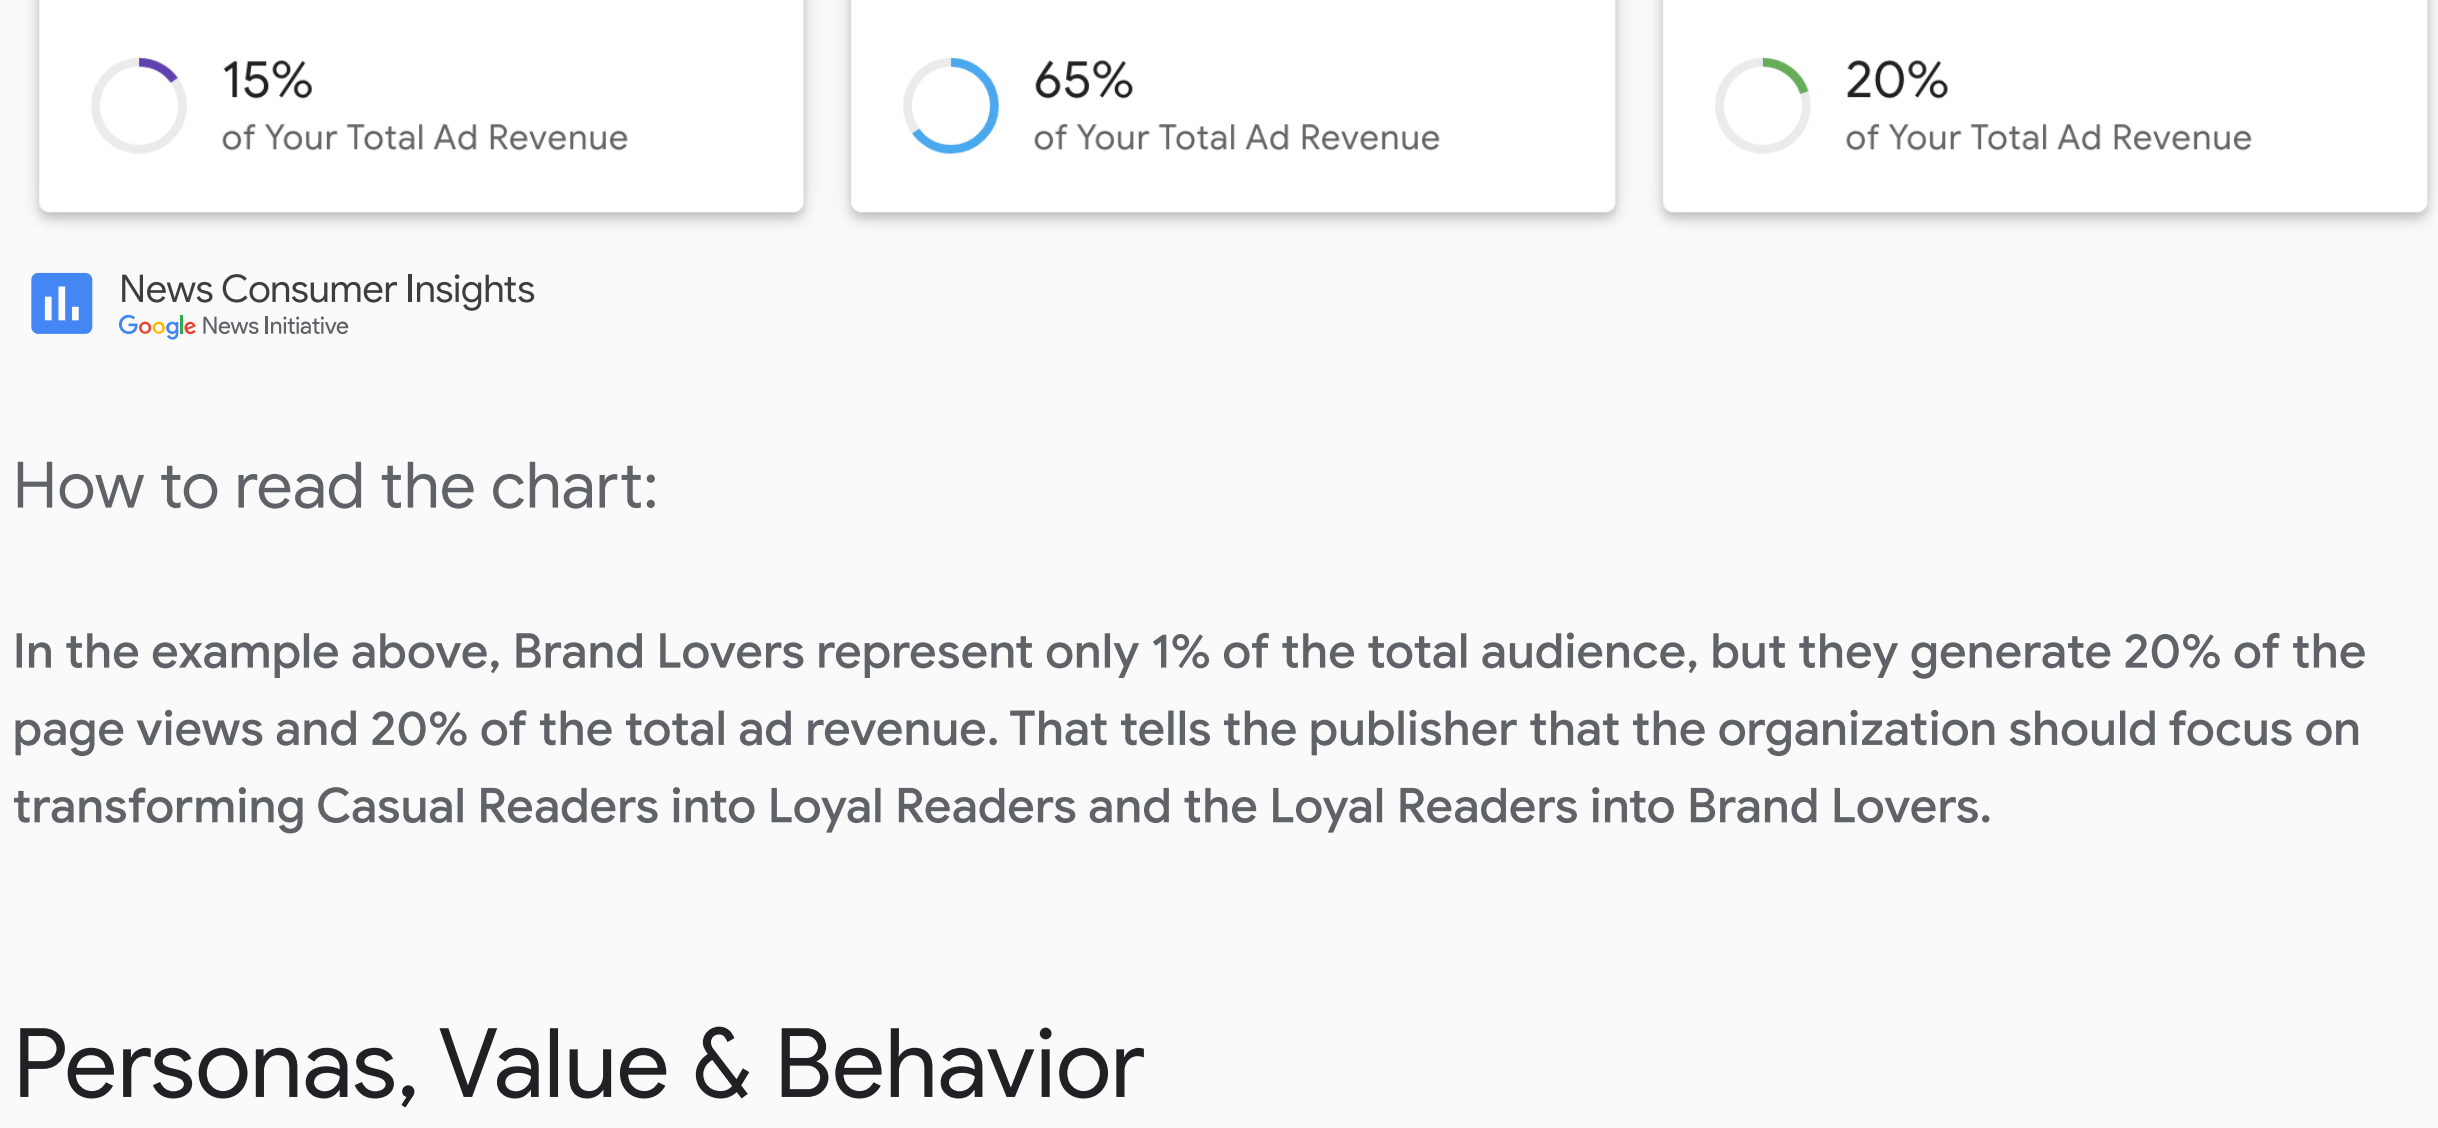 15%
of Your Total Ad Revenue
65%
of Your Total Ad Revenue
20%
of Your Total Ad Revenue
News Consumer Insights
Google News Initiative
How to read the chart:
In the example above, Brand Lovers represent only 1% of the total audience, but they generate 20% of the
page views and 20% of the total ad revenue. That tells the publisher that the organization should focus on
transforming Casual Readers into Loyal Readers and the Loyal Readers into Brand Lovers.
Personas, Value & Behavior